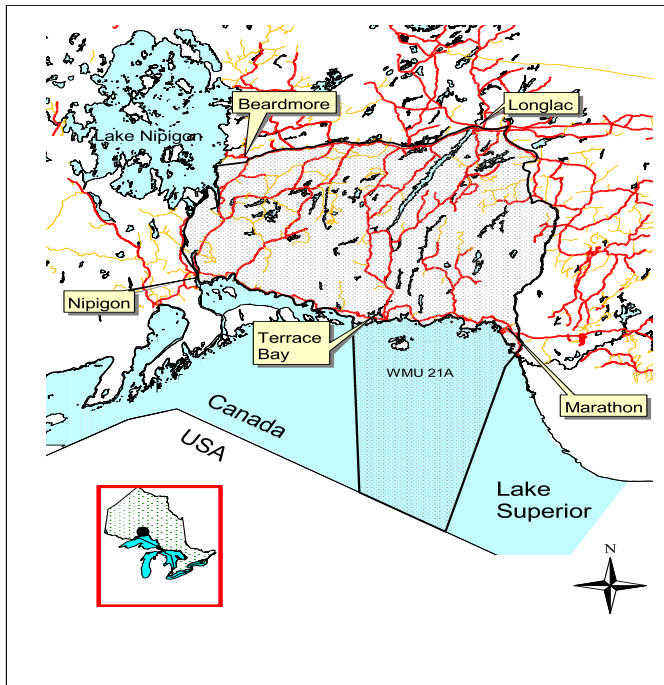 Beardmore
Longlac
Lake Nipigon
Nipigon
Terrace
Bay
WMU 21A
Marathon
Canada
USA
Lake
Superior
N